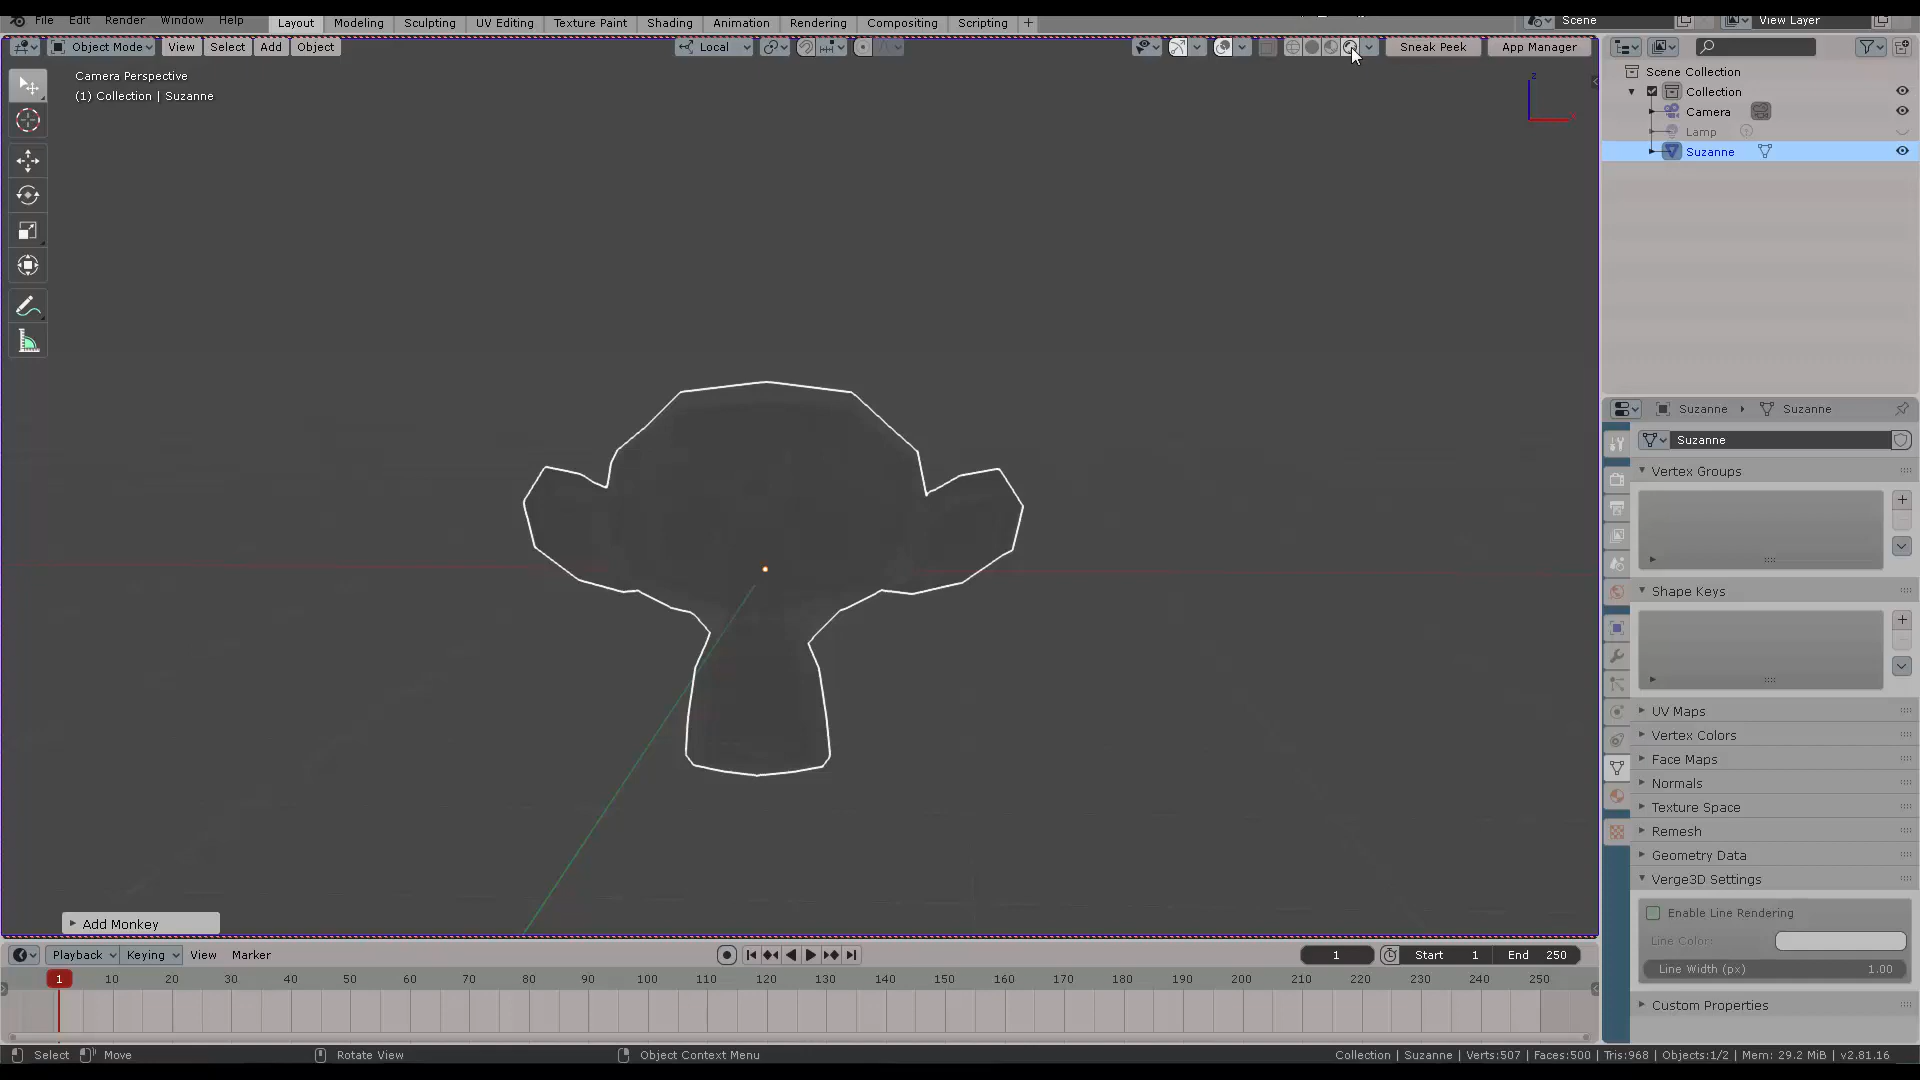 File Edit Render Window Help Layout Modeling Sculpting UV Editing Texture Paint Shading Animation Rendering Compositing Scripting + Scene View Layer
Object Mode View Select Add Object Local Sneak Peek App Manager
Camera Perspective
(1) Collection | Suzanne
z
x
Scene Collection
Collection
Camera
Lamp
Suzanne
Suzanne Suzanne
Suzanne
Vertex Groups
Shape Keys
UV Maps
Vertex Colors
Face Maps
Normals
Texture Space
Remesh
Geometry Data
Verge3D Settings
Enable Line Rendering
Line Color:
Line Width (px) 1.00
Custom Properties
Add Monkey
Playback Keying View Marker 1 Start 1 End 250
1 10 20 30 40 50 60 70 80 90 100 110 120 130 140 150 160 170 180 190 200 210 220 230 240 250
Select Move Rotate View Object Context Menu Collection | Suzanne | Verts:507 | Faces:500 | Tris:968 | Objects:1/2 | Mem: 29.2 MiB | v2.81.16